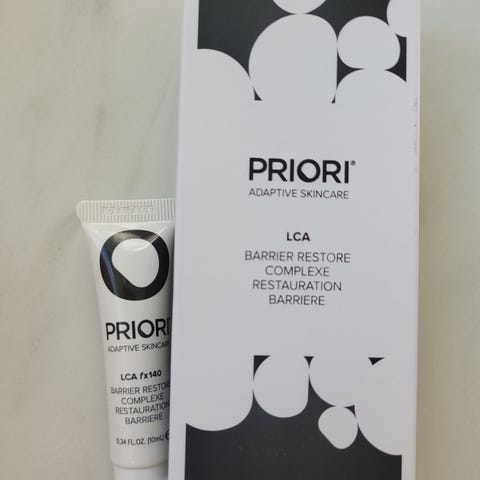 PRIORI®
ADAPTIVE SKINCARE
LCA
BARRIER RESTORE
COMPLEXE
RESTAURATION
BARRIERE
PRIORI
ADAPTIVE SKINCARE
LCA fx140
BARRIER RESTORE
COMPLEXE
RESTAURATION
BARRIERE
0.34 FL.OZ. (10mL)